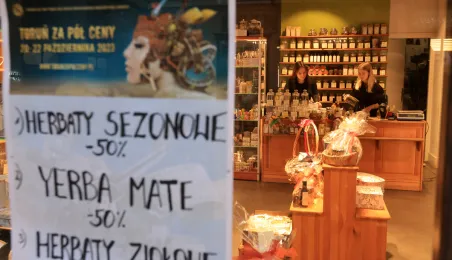 TORUŃ ZA PÓŁ CENY
20-22 PAŹDZIERNIKA 2023
HERBATY SEZONOWE
-50%
YERBA MATE
-50%
HERBATY ZIOŁOWE